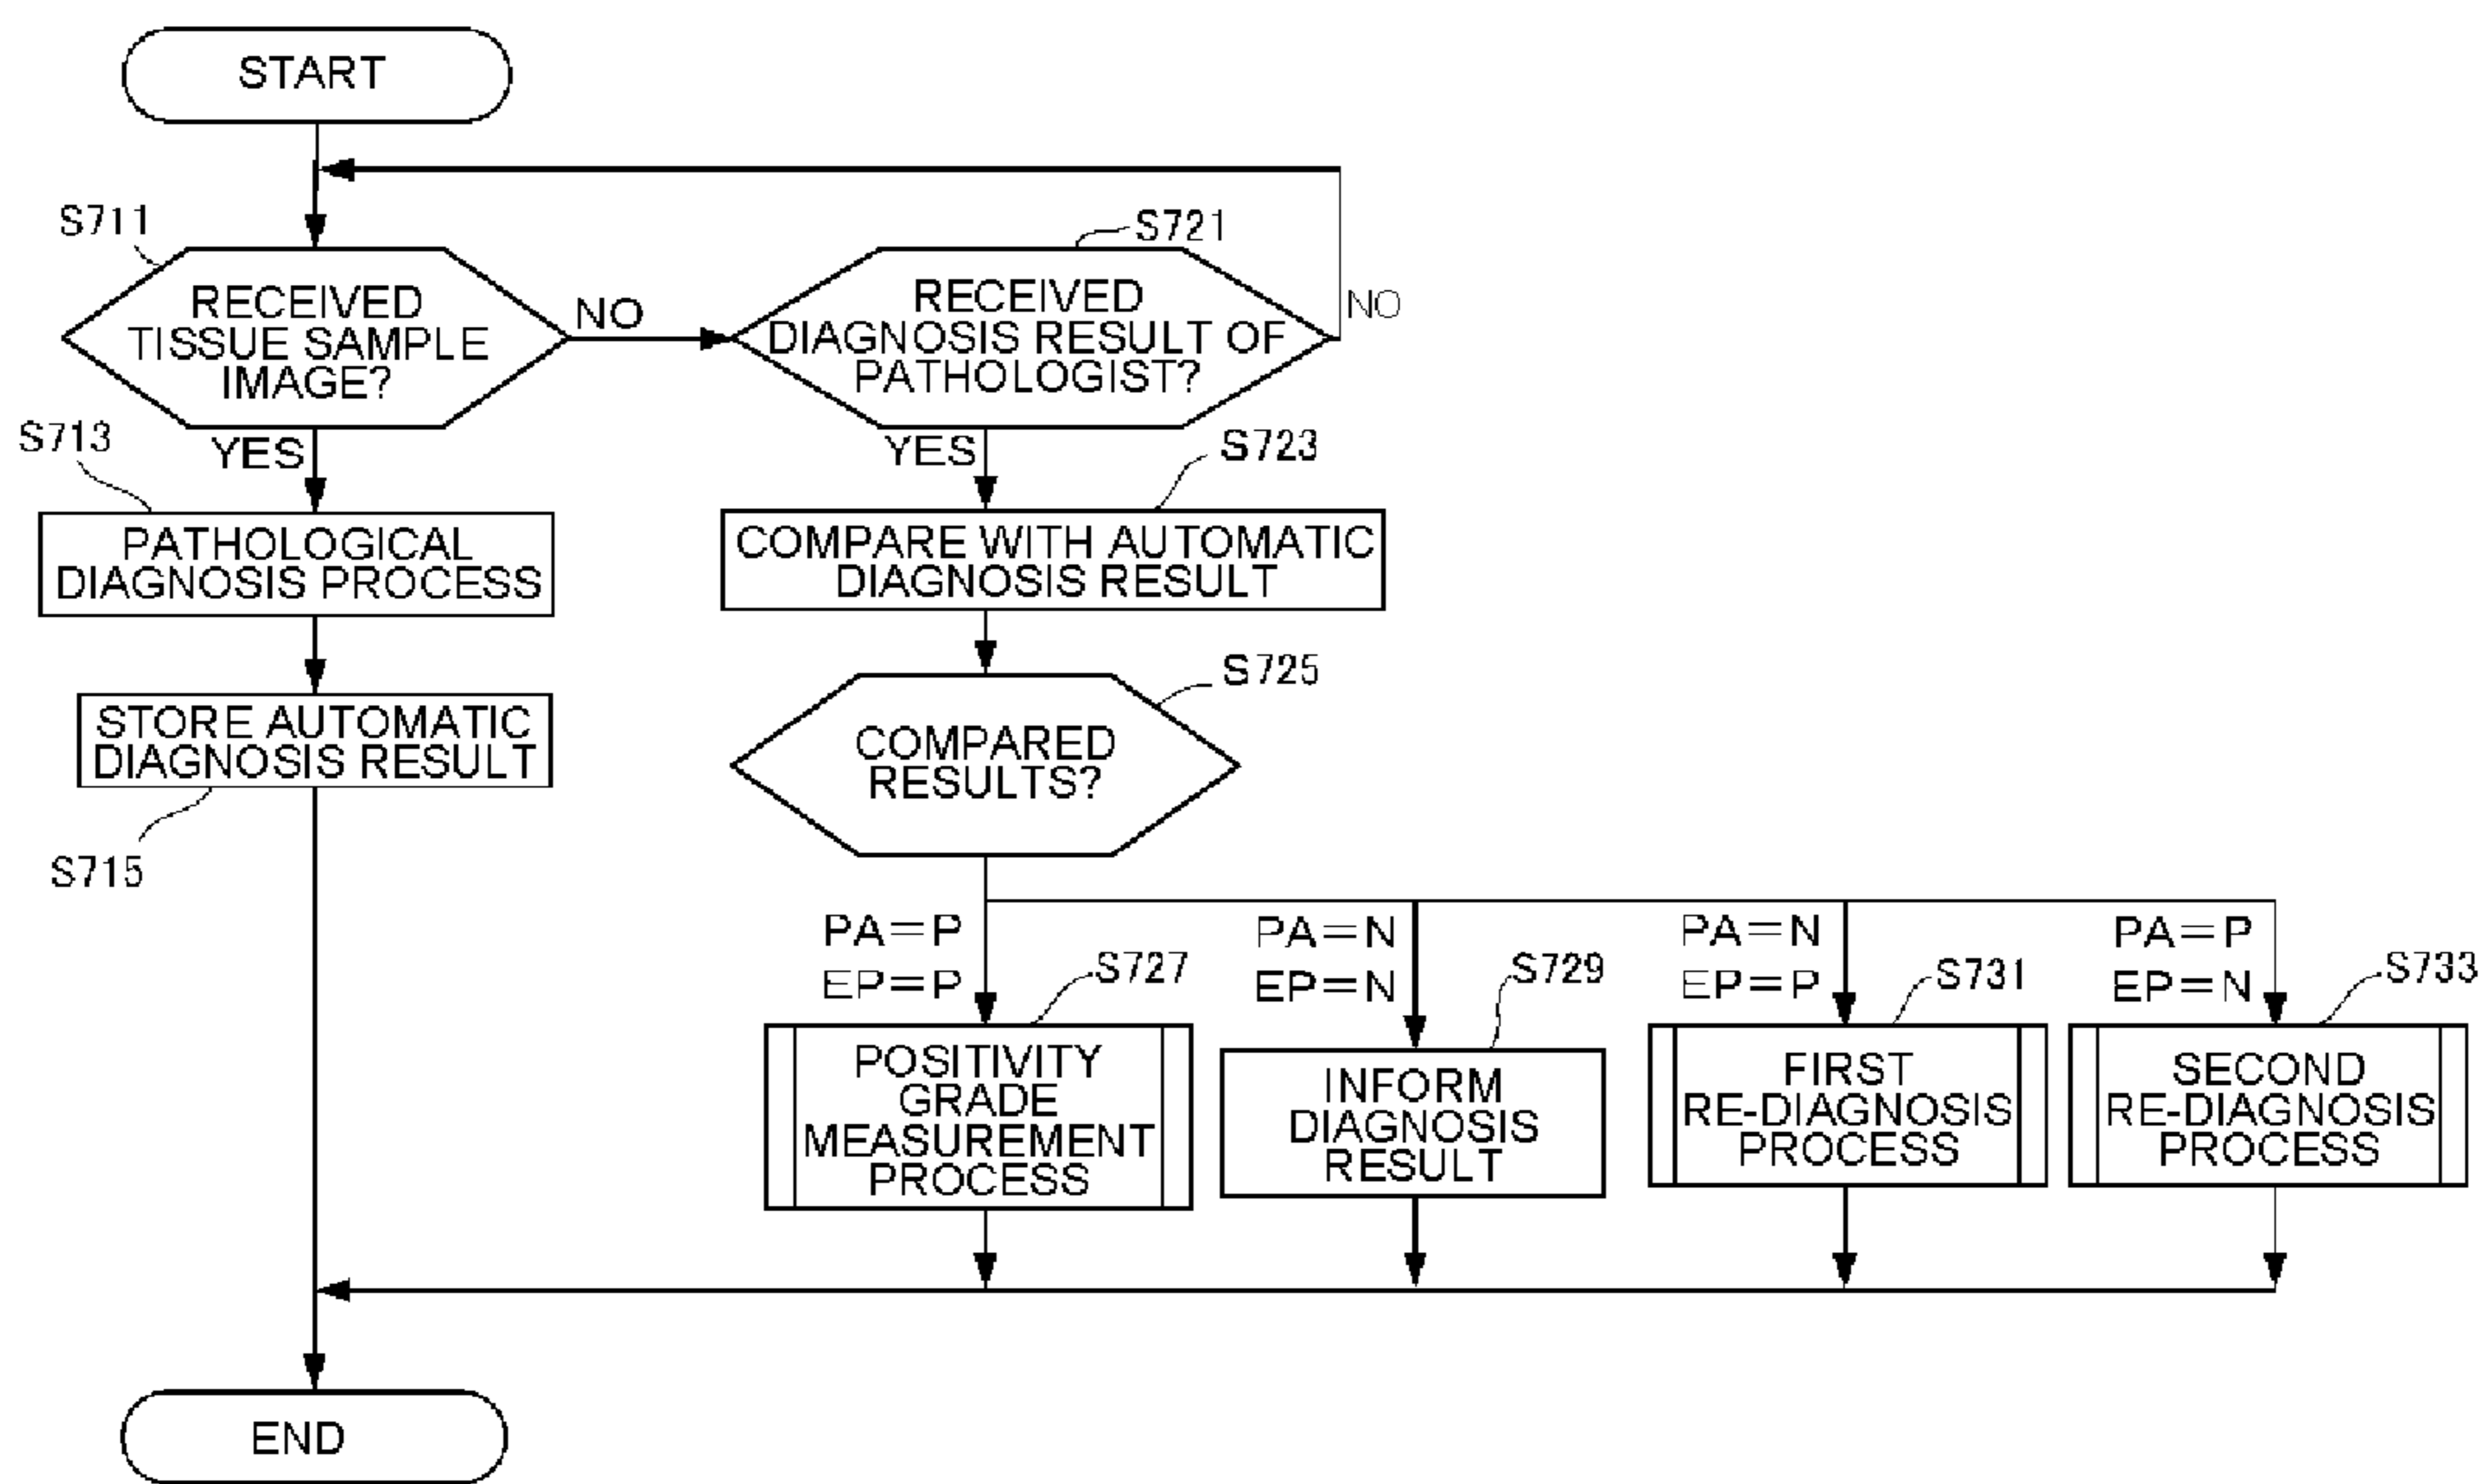 START
S711
RECEIVED
TISSUE SAMPLE
IMAGE?
NO
S721
RECEIVED
DIAGNOSIS RESULT OF
PATHOLOGIST?
NO
S713
YES
YES
S723
PATHOLOGICAL
DIAGNOSIS PROCESS
COMPARE WITH AUTOMATIC
DIAGNOSIS RESULT
STORE AUTOMATIC
DIAGNOSIS RESULT
S715
S725
COMPARED
RESULTS?
PA=P
EP=P
S727
PA=N
EP=N
S729
PA=N
EP=P
S731
PA=P
EP=N
S733
POSITIVITY
GRADE
MEASUREMENT
PROCESS
INFORM
DIAGNOSIS
RESULT
FIRST
RE-DIAGNOSIS
PROCESS
SECOND
RE-DIAGNOSIS
PROCESS
END